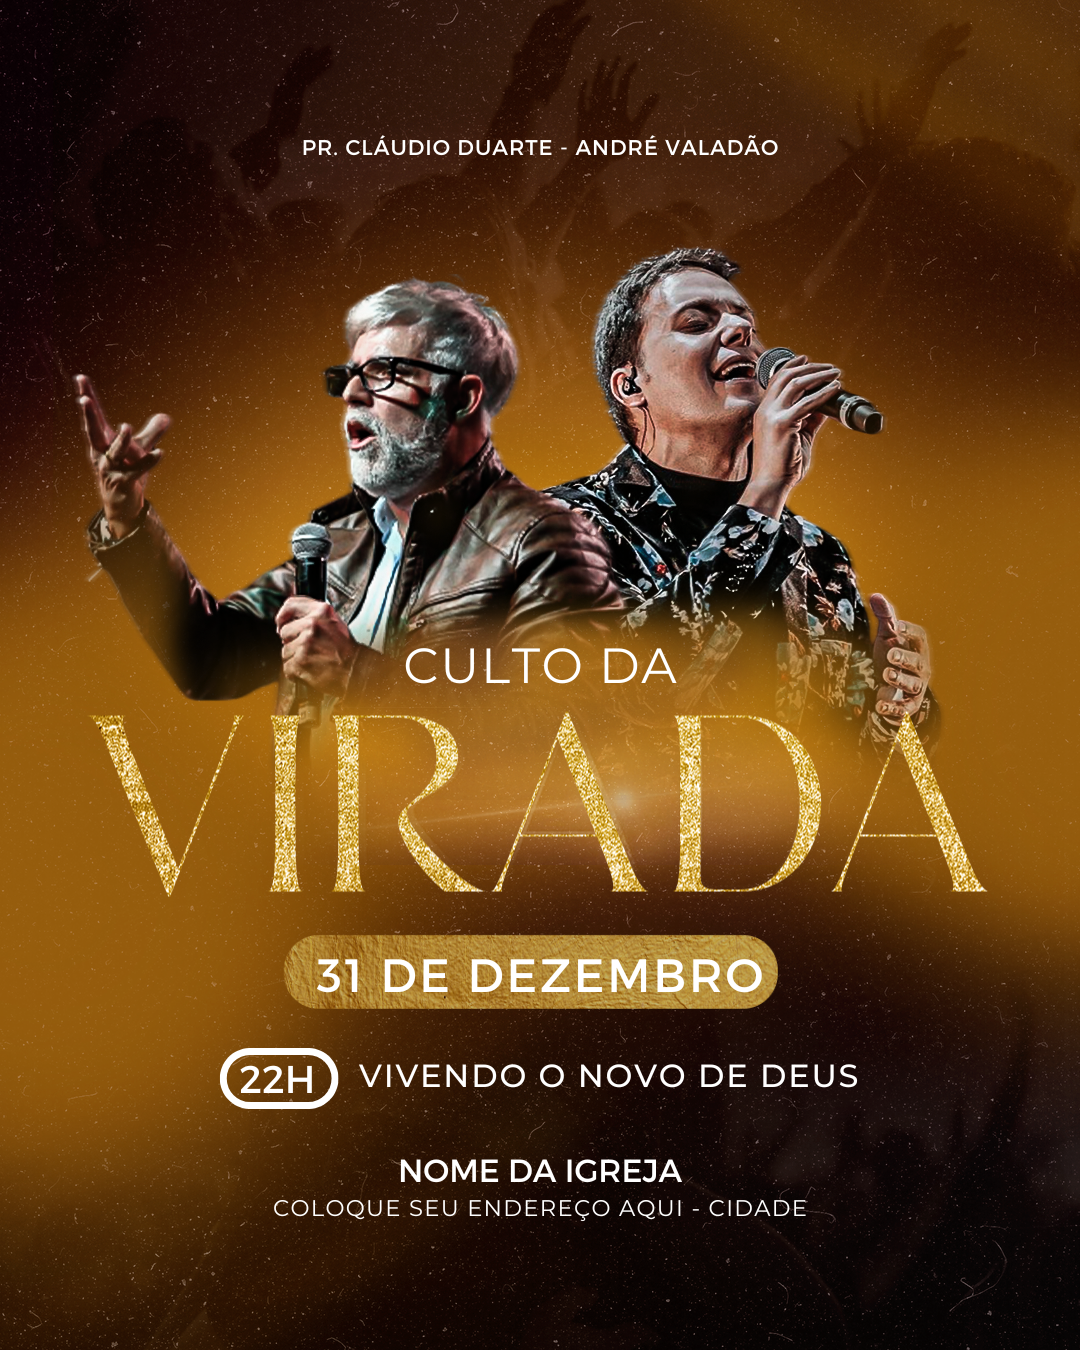 PR. CLÁUDIO DUARTE - ANDRÉ VALADÃO
CULTO DA
VIRADA
31 DE DEZEMBRO
22H VIVENDO O NOVO DE DEUS
NOME DA IGREJA
COLOQUE SEU ENDEREÇO AQUI - CIDADE